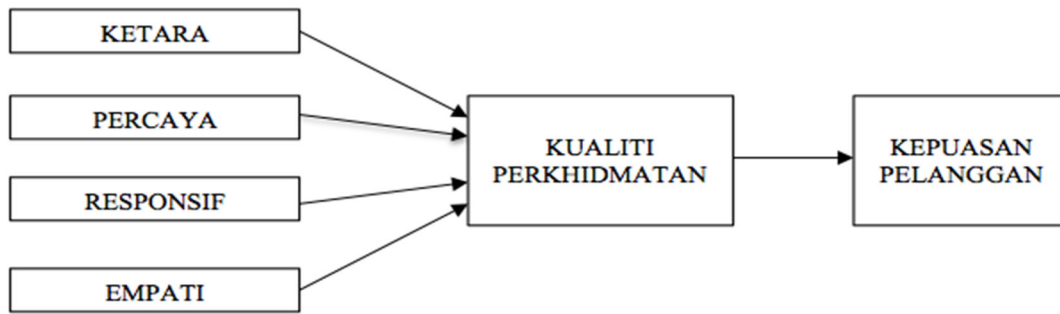 KETARA
PERCAYA
RESPONSIF
EMPATI
KUALITI
PERKHIDMATAN
KEPUASAN
PELANGGAN